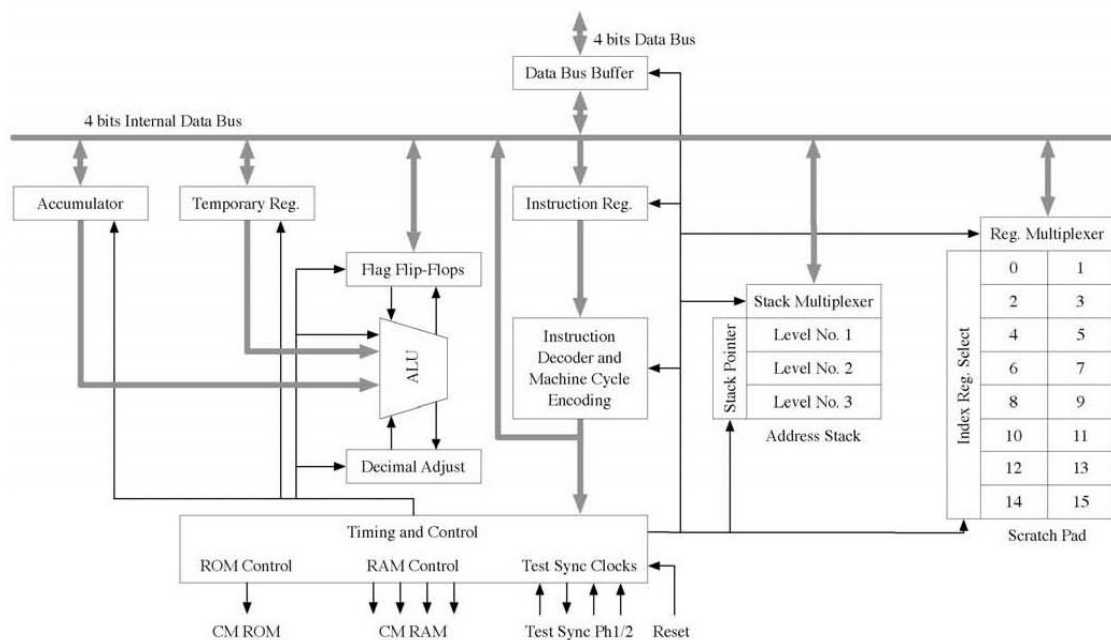 4 bits Data Bus
Data Bus Buffer
4 bits Internal Data Bus
Accumulator
Temporary Reg.
Instruction Reg.
Reg. Multiplexer
Flag Flip-Flops
0 1
Stack Multiplexer
2 3
ALU
Instruction
Decoder and
Machine Cycle
Encoding
Stack Pointer
Level No. 1
Level No. 2
Level No. 3
Address Stack
Index Reg. Select
4 5
6 7
8 9
10 11
12 13
14 15
Scratch Pad
Decimal Adjust
Timing and Control
ROM Control
RAM Control
Test Sync Clocks
CM ROM
CM RAM
Test Sync Ph1/2
Reset